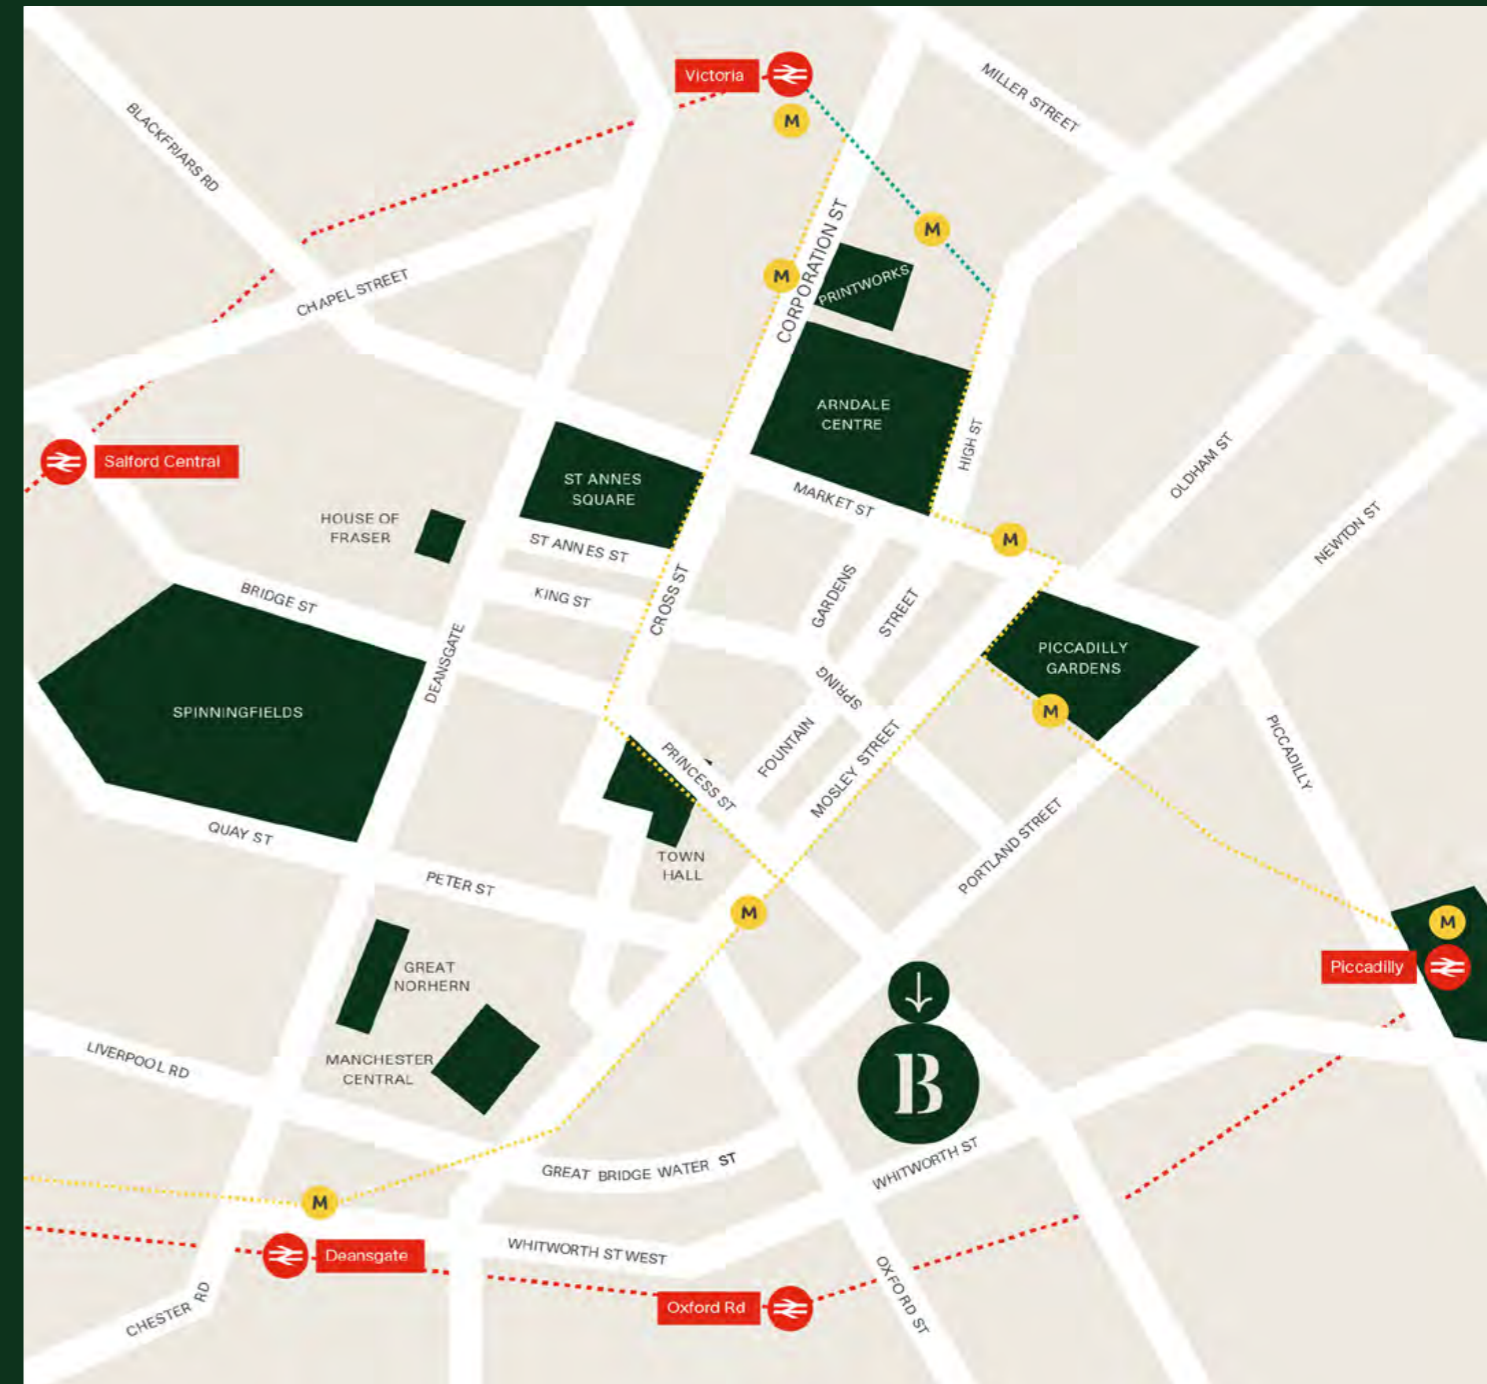 Victoria
M
MILLER STREET
BLACKFRIARS RD
M
CORPORATION ST
M
PRINTWORKS
CHAPEL STREET
ARNDALE
CENTRE
HIGH ST
OLDHAM ST
Salford Central
ST ANNES
SQUARE
MARKET ST
NEWTON ST
HOUSE OF
FRASER
ST ANNES ST
M
BRIDGE ST
KING ST
CROSS ST
GARDENS
STREET
PICCADILLY
GARDENS
DEANSGATE
SPRING
SPINNINGFIELDS
M
FOUNTAIN
PRINCESS ST
MOSLEY STREET
PICCADILLY
QUAY ST
TOWN
HALL
PORTLAND STREET
PETER ST
M
M
GREAT
NORHERN
Piccadilly
LIVERPOOL RD
MANCHESTER
CENTRAL
B
GREAT BRIDGE WATER ST
WHITWORTH ST
M
Deansgate
WHITWORTH ST WEST
OXFORD ST
CHESTER RD
Oxford Rd